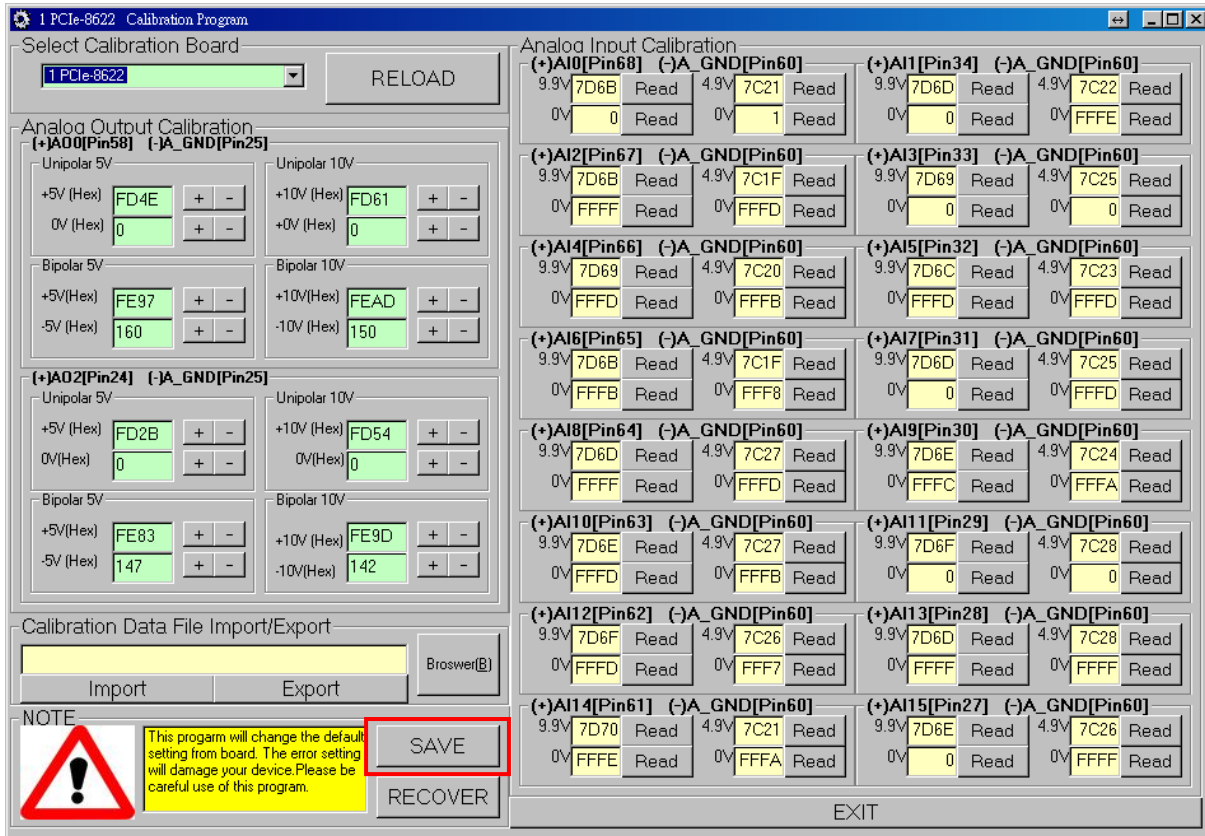 1 PCIe-8622 Calibration Program
Select Calibration Board
1 PCIe-8622
RELOAD
Analog Output Calibration
(+)AO0[Pin58] (-)A_GND[Pin25]
Unipolar 5V
+5V (Hex) FD4E + -
0V (Hex) 0 + -
Unipolar 10V
+10V (Hex) FD61 + -
+0V (Hex) 0 + -
Bipolar 5V
+5V(Hex) FE97 + -
-5V (Hex) 160 + -
Bipolar 10V
+10V(Hex) FEAD + -
-10V (Hex) 150 + -
(+)AO2[Pin24] (-)A_GND[Pin25]
Unipolar 5V
+5V (Hex) FD2B + -
0V(Hex) 0 + -
Unipolar 10V
+10V (Hex) FD54 + -
0V(Hex) 0 + -
Bipolar 5V
+5V(Hex) FE83 + -
-5V (Hex) 147 + -
Bipolar 10V
+10V (Hex) FE9D + -
-10V(Hex) 142 + -
Calibration Data File Import/Export
Broswer(B)
Import Export
NOTE
This progarm will change the default
setting from board. The error setting
will damage your device.Please be
careful use of this program.
SAVE
RECOVER
Analog Input Calibration
(+)AI0[Pin68] (-)A_GND[Pin60]
9.9V 7D6B Read 4.9V 7C21 Read
0V 0 Read 0V 1 Read
(+)AI1[Pin34] (-)A_GND[Pin60]
9.9V 7D6D Read 4.9V 7C22 Read
0V 0 Read 0V FFFE Read
(+)AI2[Pin67] (-)A_GND[Pin60]
9.9V 7D6B Read 4.9V 7C1F Read
0V FFFF Read 0V FFFD Read
(+)AI3[Pin33] (-)A_GND[Pin60]
9.9V 7D69 Read 4.9V 7C25 Read
0V 0 Read 0V 0 Read
(+)AI4[Pin66] (-)A_GND[Pin60]
9.9V 7D69 Read 4.9V 7C20 Read
0V FFFD Read 0V FFFB Read
(+)AI5[Pin32] (-)A_GND[Pin60]
9.9V 7D6C Read 4.9V 7C23 Read
0V FFFD Read 0V FFFD Read
(+)AI6[Pin65] (-)A_GND[Pin60]
9.9V 7D6B Read 4.9V 7C1F Read
0V FFFB Read 0V FFF8 Read
(+)AI7[Pin31] (-)A_GND[Pin60]
9.9V 7D6D Read 4.9V 7C25 Read
0V 0 Read 0V FFFD Read
(+)AI8[Pin64] (-)A_GND[Pin60]
9.9V 7D6D Read 4.9V 7C27 Read
0V FFFF Read 0V FFFD Read
(+)AI9[Pin30] (-)A_GND[Pin60]
9.9V 7D6E Read 4.9V 7C24 Read
0V FFFC Read 0V FFFA Read
(+)AI10[Pin63] (-)A_GND[Pin60]
9.9V 7D6E Read 4.9V 7C27 Read
0V FFFD Read 0V FFFB Read
(+)AI11[Pin29] (-)A_GND[Pin60]
9.9V 7D6F Read 4.9V 7C28 Read
0V 0 Read 0V 0 Read
(+)AI12[Pin62] (-)A_GND[Pin60]
9.9V 7D6F Read 4.9V 7C26 Read
0V FFFD Read 0V FFF7 Read
(+)AI13[Pin28] (-)A_GND[Pin60]
9.9V 7D6D Read 4.9V 7C28 Read
0V FFFF Read 0V FFFF Read
(+)AI14[Pin61] (-)A_GND[Pin60]
9.9V 7D70 Read 4.9V 7C21 Read
0V FFFE Read 0V FFFA Read
(+)AI15[Pin27] (-)A_GND[Pin60]
9.9V 7D6E Read 4.9V 7C26 Read
0V 0 Read 0V FFFF Read
EXIT